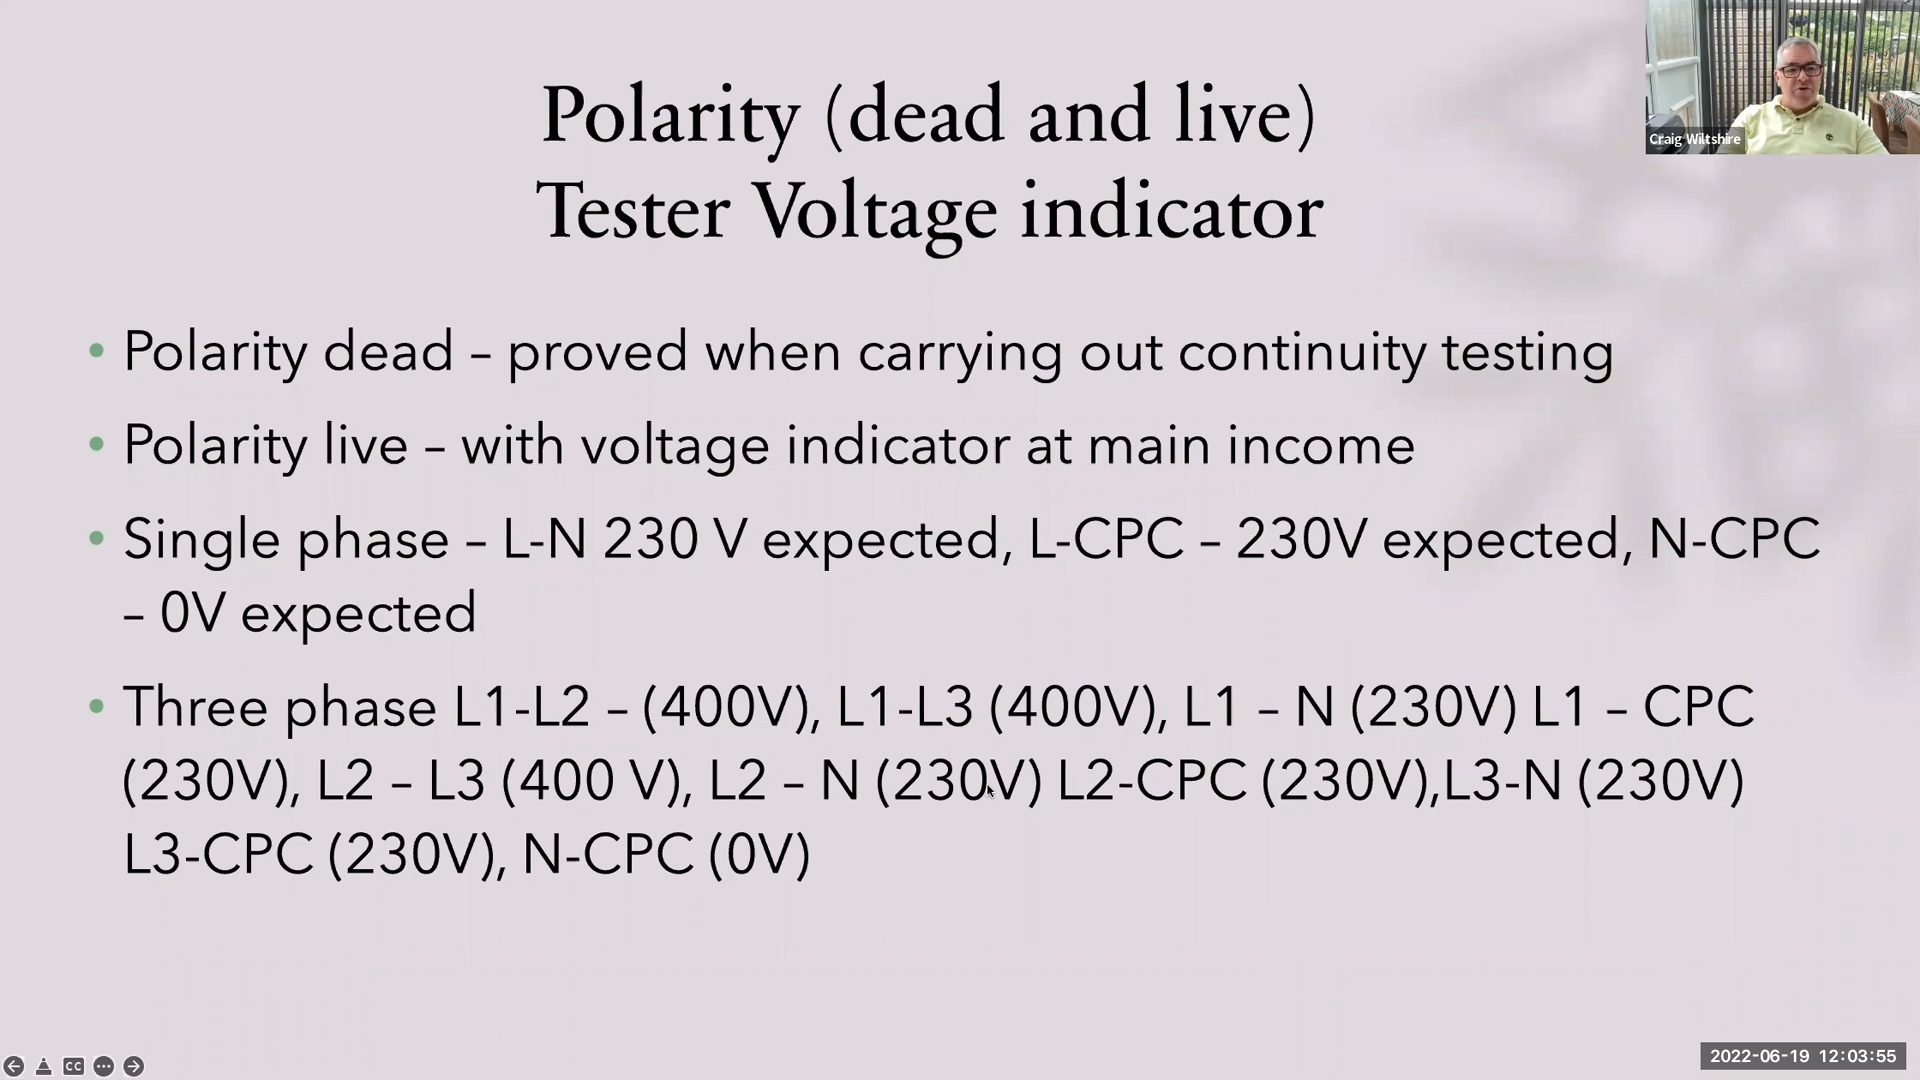 Polarity (dead and live)
Tester Voltage indicator
Craig Wiltshire
• Polarity dead – proved when carrying out continuity testing
• Polarity live – with voltage indicator at main income
• Single phase – L-N 230 V expected, L-CPC – 230V expected, N-CPC
– 0V expected
• Three phase L1-L2 – (400V), L1-L3 (400V), L1 – N (230V) L1 – CPC
(230V), L2 – L3 (400 V), L2 – N (230V) L2-CPC (230V),L3-N (230V)
L3-CPC (230V), N-CPC (0V)
CC
2022-06-19 12:03:55